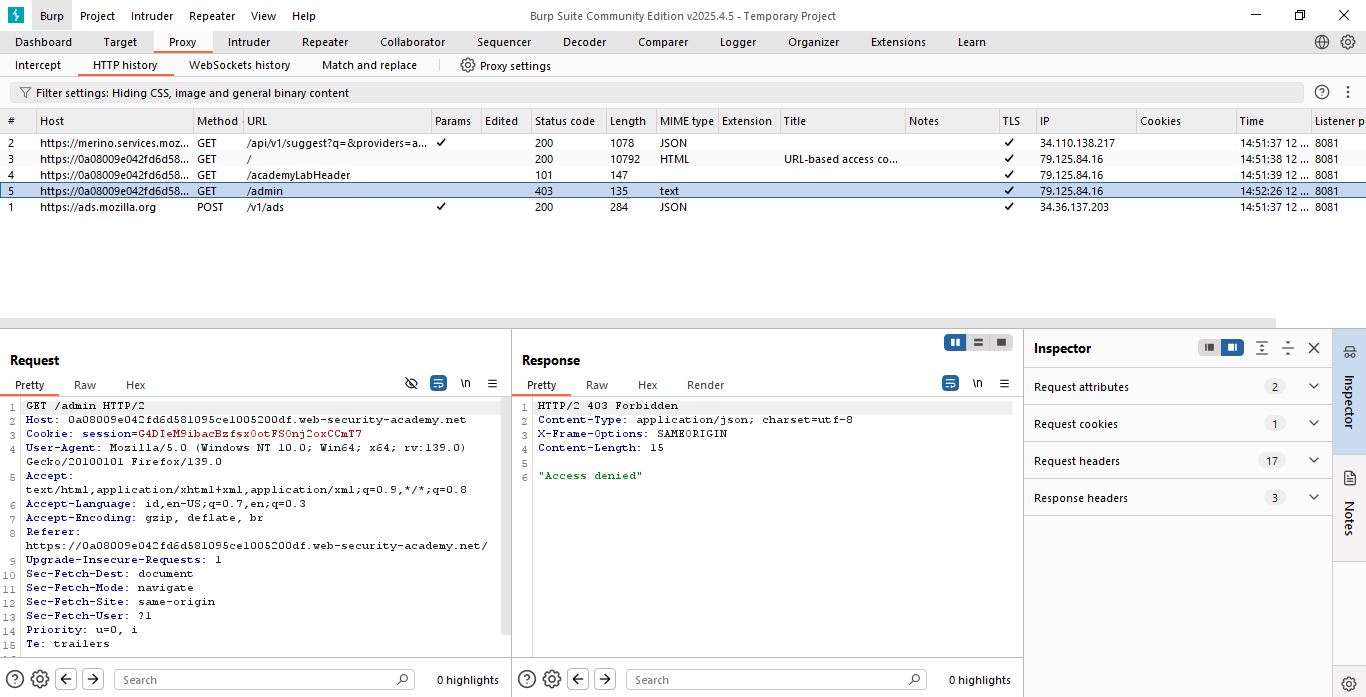 Burp Project Intruder Repeater View Help Burp Suite Community Edition v2025.4.5 - Temporary Project
Dashboard Target Proxy Intruder Repeater Collaborator Sequencer Decoder Comparer Logger Organizer Extensions Learn
Intercept HTTP history WebSockets history Match and replace Proxy settings
Filter settings: Hiding CSS, image and general binary content
# Host Method URL Params Edited Status code Length MIME type Extension Title Notes TLS IP Cookies Time Listener p
2 https://merino.services.moz... GET /api/v1/suggest?q=&providers=a... ✓ 200 1078 JSON ✓ 34.110.138.217 14:51:37 12 ... 8081
3 https://0a08009e042fd6d58... GET / 200 10792 HTML URL-based access co... ✓ 79.125.84.16 14:51:38 12 ... 8081
4 https://0a08009e042fd6d58... GET /academyLabHeader 101 147 ✓ 79.125.84.16 14:51:39 12 ... 8081
5 https://0a08009e042fd6d58... GET /admin 403 135 text ✓ 79.125.84.16 14:52:26 12 ... 8081
1 https://ads.mozilla.org POST /v1/ads ✓ 200 284 JSON ✓ 34.36.137.203 14:51:37 12 ... 8081
Request
Pretty Raw Hex \n
1 GET /admin HTTP/2
2 Host: 0a08009e042fd6d581095ce1005200df.web-security-academy.net
3 Cookie: session=G4DIeM9ibacBzfsx0otFS0nj2oxCCmT7
4 User-Agent: Mozilla/5.0 (Windows NT 10.0; Win64; x64; rv:139.0)
Gecko/20100101 Firefox/139.0
5 Accept:
text/html,application/xhtml+xml,application/xml;q=0.9,*/*;q=0.8
6 Accept-Language: id,en-US;q=0.7,en;q=0.3
7 Accept-Encoding: gzip, deflate, br
8 Referer:
https://0a08009e042fd6d581095ce1005200df.web-security-academy.net/
9 Upgrade-Insecure-Requests: 1
10 Sec-Fetch-Dest: document
11 Sec-Fetch-Mode: navigate
12 Sec-Fetch-Site: same-origin
13 Sec-Fetch-User: ?1
14 Priority: u=0, i
15 Te: trailers
Search 0 highlights
Response
Pretty Raw Hex Render \n
1 HTTP/2 403 Forbidden
2 Content-Type: application/json; charset=utf-8
3 X-Frame-Options: SAMEORIGIN
4 Content-Length: 15
5
6 "Access denied"
Search 0 highlights
Inspector
Request attributes 2
Request cookies 1
Request headers 17
Response headers 3
Inspector
Notes